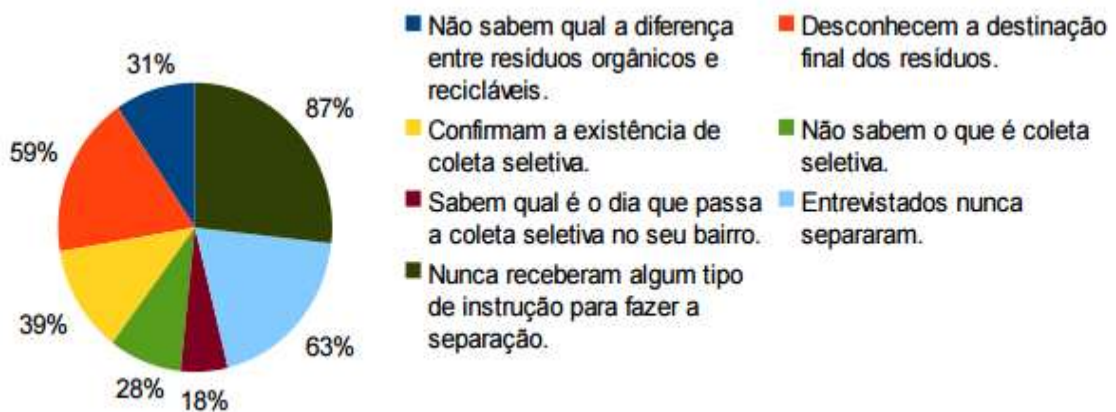 31%
87%
59%
39%
28%
18%
63%
Não sabem qual a diferença
entre resíduos orgânicos e
recicláveis.
Desconhecem a destinação
final dos resíduos.
Confirmam a existência de
coleta seletiva.
Não sabem o que é coleta
seletiva.
Sabem qual é o dia que passa
a coleta seletiva no seu bairro.
Entrevistados nunca
separaram.
Nunca receberam algum tipo
de instrução para fazer a
separação.